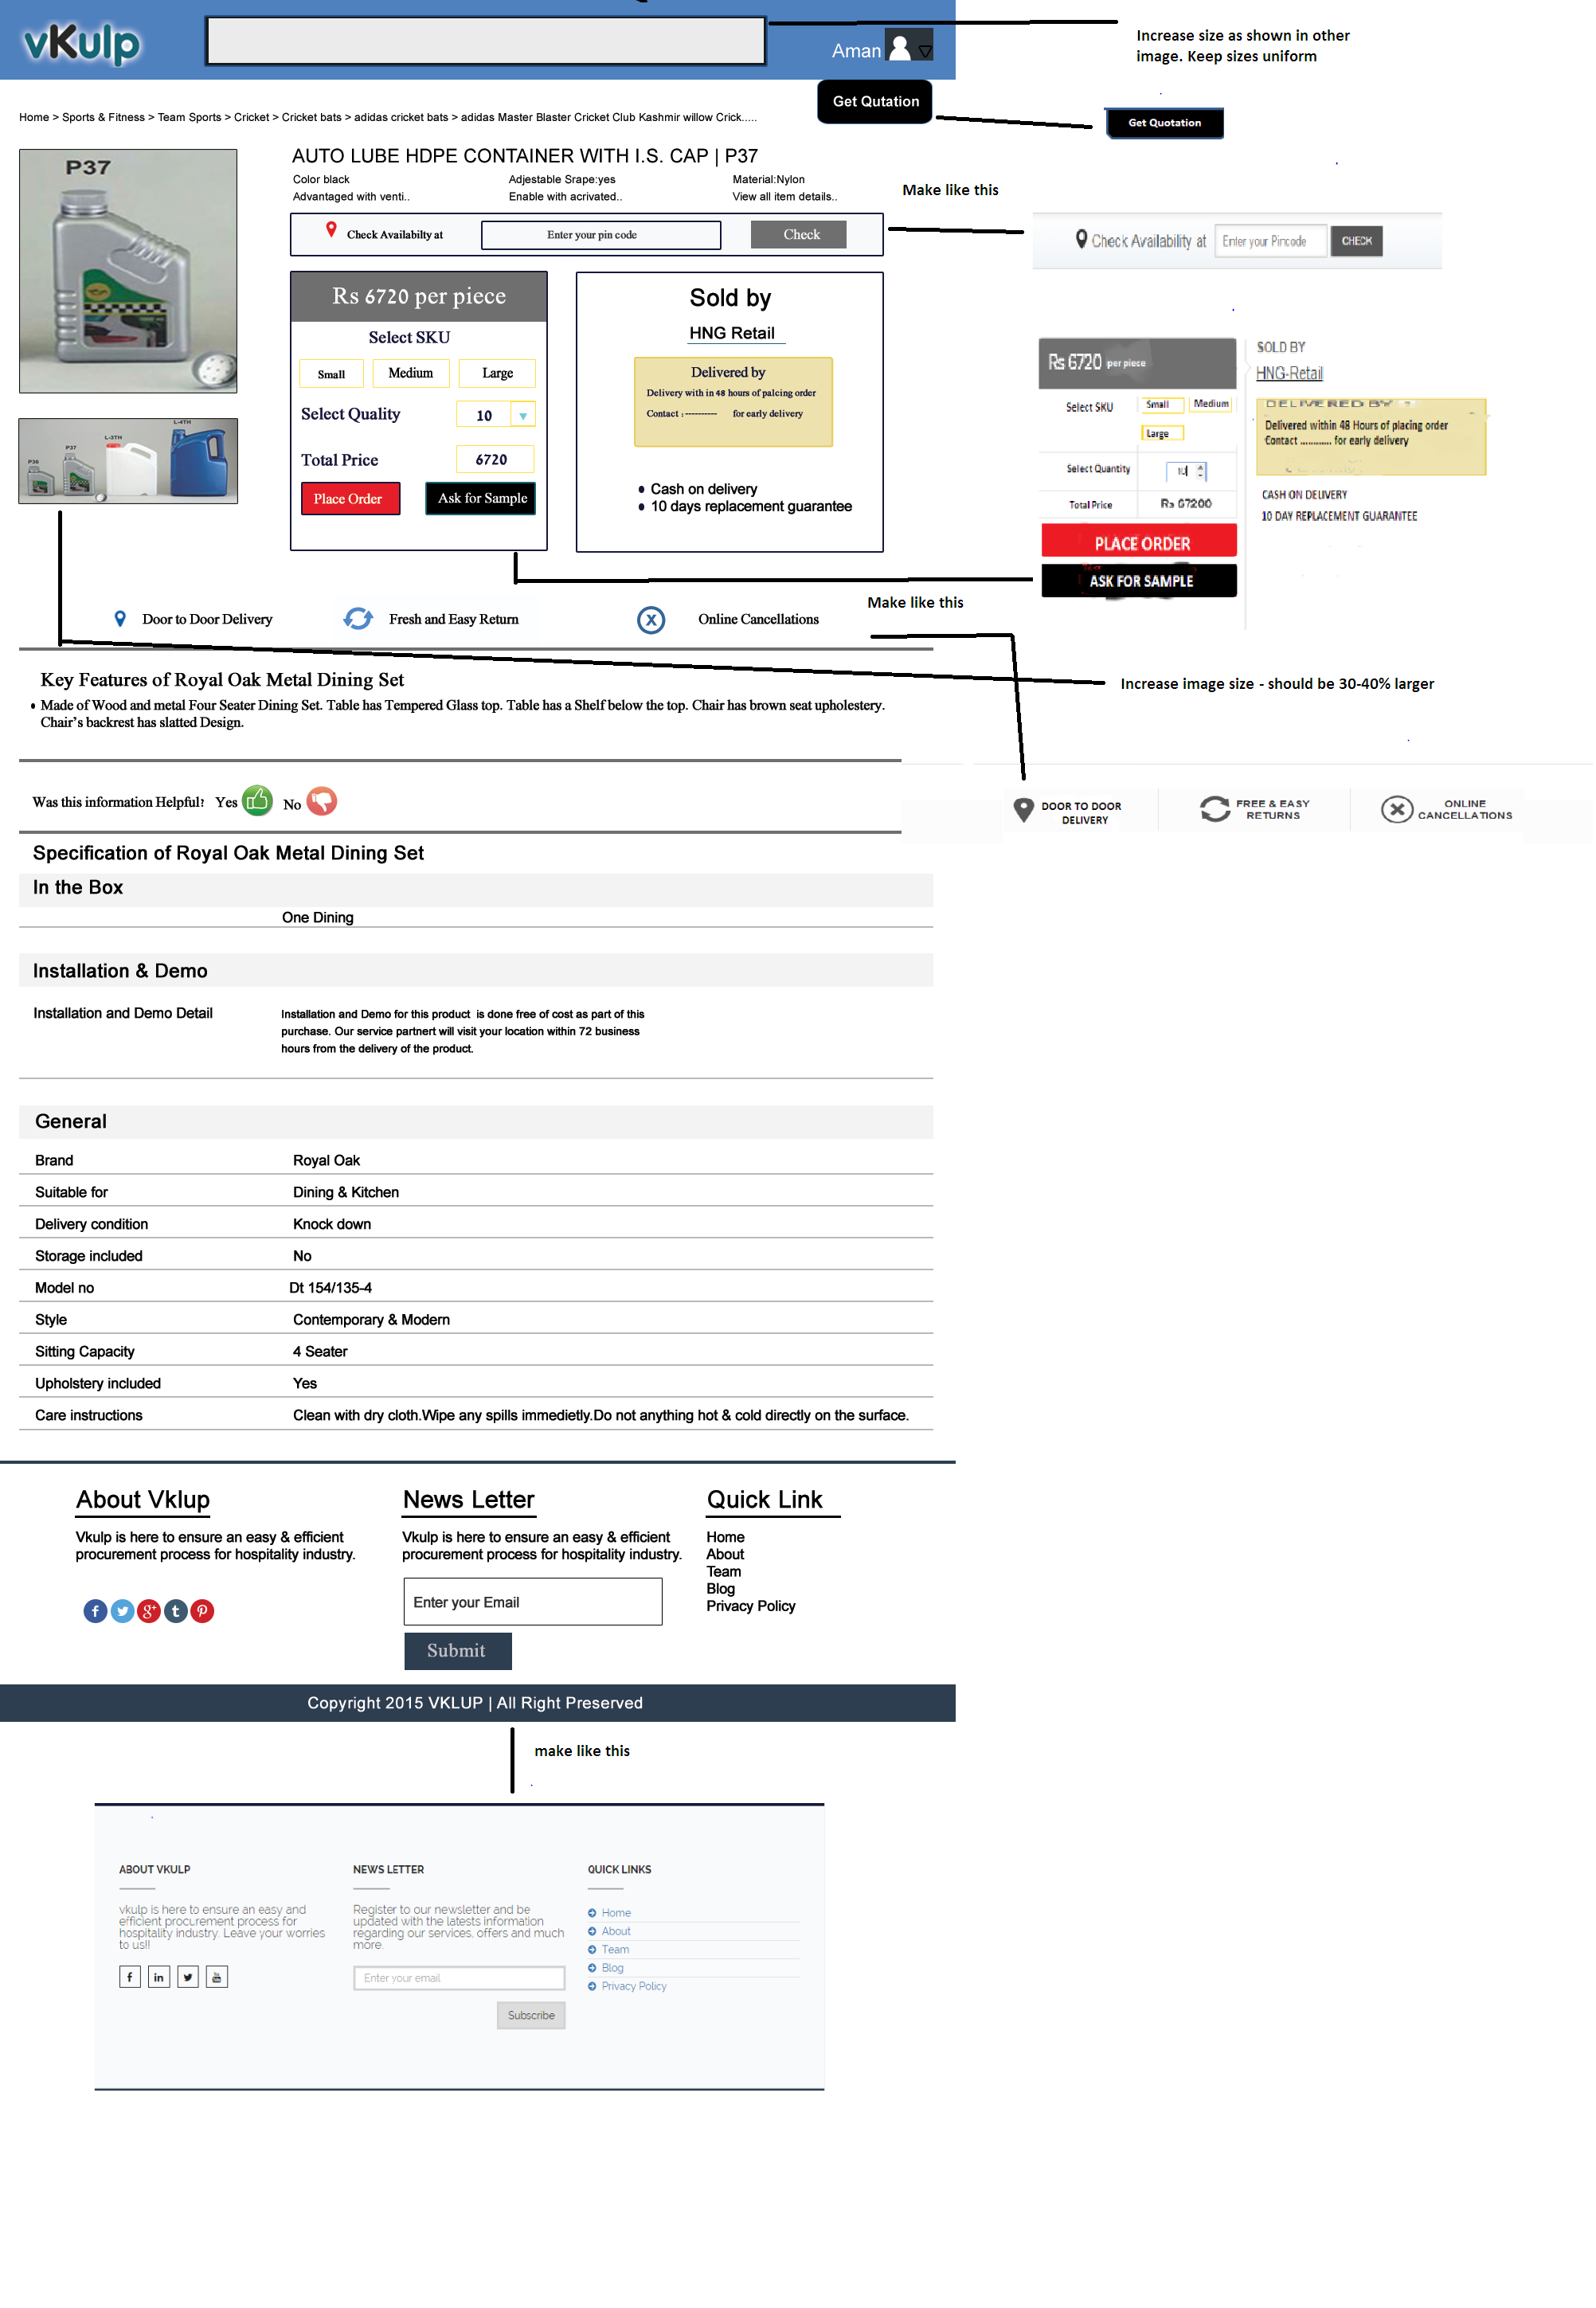 vKulp
Aman
Increase size as shown in other
image. Keep sizes uniform
Get Qutation
Get Quotation
Home > Sports & Fitness > Team Sports > Cricket > Cricket bats > adidas cricket bats > adidas Master Blaster Cricket Club Kashmir willow Crick.....
P37
AUTO LUBE HDPE CONTAINER WITH I.S. CAP | P37
Color black
Adjestable Srape:yes
Material:Nylon
Advantaged with venti..
Enable with acrivated..
View all item details..
Make like this
Check Availabilty at
Enter your pin code
Check
Check Availability at
Enter your Pincode
CHECK
Rs 6720 per piece
Select SKU
Small
Medium
Large
Select Quality
10
Total Price
6720
Place Order
Ask for Sample
Sold by
HNG Retail
Delivered by
Delivery with in 48 hours of palcing order
Contact : ----------- for early delivery
Cash on delivery
10 days replacement guarantee
Rs 6720 per piece
Select SKU
Small
Medium
Large
Select Quantity
10
Total Price
Rs 67200
PLACE ORDER
ASK FOR SAMPLE
SOLD BY
HNG-Retail
DELIVERED BY
Delivered within 48 Hours of placing order
Contact ............ for early delivery
CASH ON DELIVERY
10 DAY REPLACEMENT GUARANTEE
P36
P37
L-3TH
L-4TH
Make like this
Door to Door Delivery
Fresh and Easy Return
Online Cancellations
Increase image size - should be 30-40% larger
Key Features of Royal Oak Metal Dining Set
Made of Wood and metal Four Seater Dining Set. Table has Tempered Glass top. Table has a Shelf below the top. Chair has brown seat upholestery.
Chair's backrest has slatted Design.
Was this information Helpful? Yes
No
DOOR TO DOOR
DELIVERY
FREE & EASY
RETURNS
ONLINE
CANCELLATIONS
Specification of Royal Oak Metal Dining Set
In the Box
One Dining
Installation & Demo
Installation and Demo Detail
Installation and Demo for this product is done free of cost as part of this
purchase. Our service partnert will visit your location within 72 business
hours from the delivery of the product.
General
Brand
Royal Oak
Suitable for
Dining & Kitchen
Delivery condition
Knock down
Storage included
No
Model no
Dt 154/135-4
Style
Contemporary & Modern
Sitting Capacity
4 Seater
Upholstery included
Yes
Care instructions
Clean with dry cloth.Wipe any spills immedietly.Do not anything hot & cold directly on the surface.
About Vklup
Vkulp is here to ensure an easy & efficient
procurement process for hospitality industry.
News Letter
Vkulp is here to ensure an easy & efficient
procurement process for hospitality industry.
Enter your Email
Submit
Quick Link
Home
About
Team
Blog
Privacy Policy
Copyright 2015 VKLUP | All Right Preserved
make like this
ABOUT VKULP
vkulp is here to ensure an easy and
efficient procurement process for
hospitality industry. Leave your worries
to us!!
NEWS LETTER
Register to our newsletter and be
updated with the latests information
regarding our services, offers and much
more.
Enter your email
Subscribe
QUICK LINKS
Home
About
Team
Blog
Privacy Policy